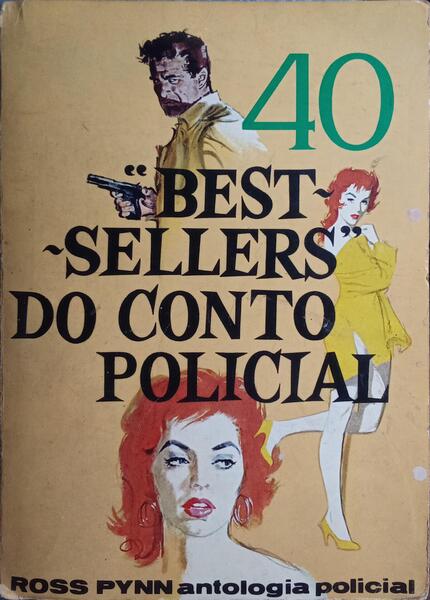 40
"BEST-
-SELLERS"
DO CONTO
POLICIAL
ROSS PYNN antologia policial